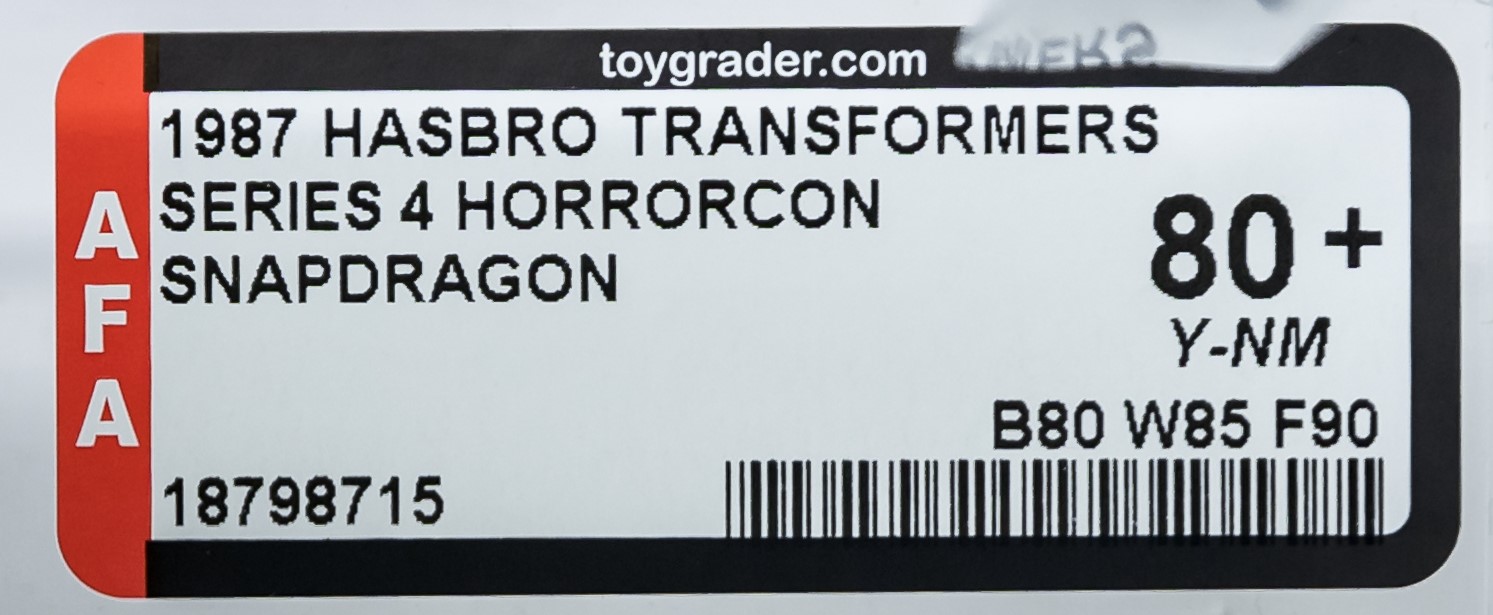 toygrader.com
AFA
1987 HASBRO TRANSFORMERS
SERIES 4 HORRORCON
SNAPDRAGON
80+
Y-NM
B80 W85 F90
18798715